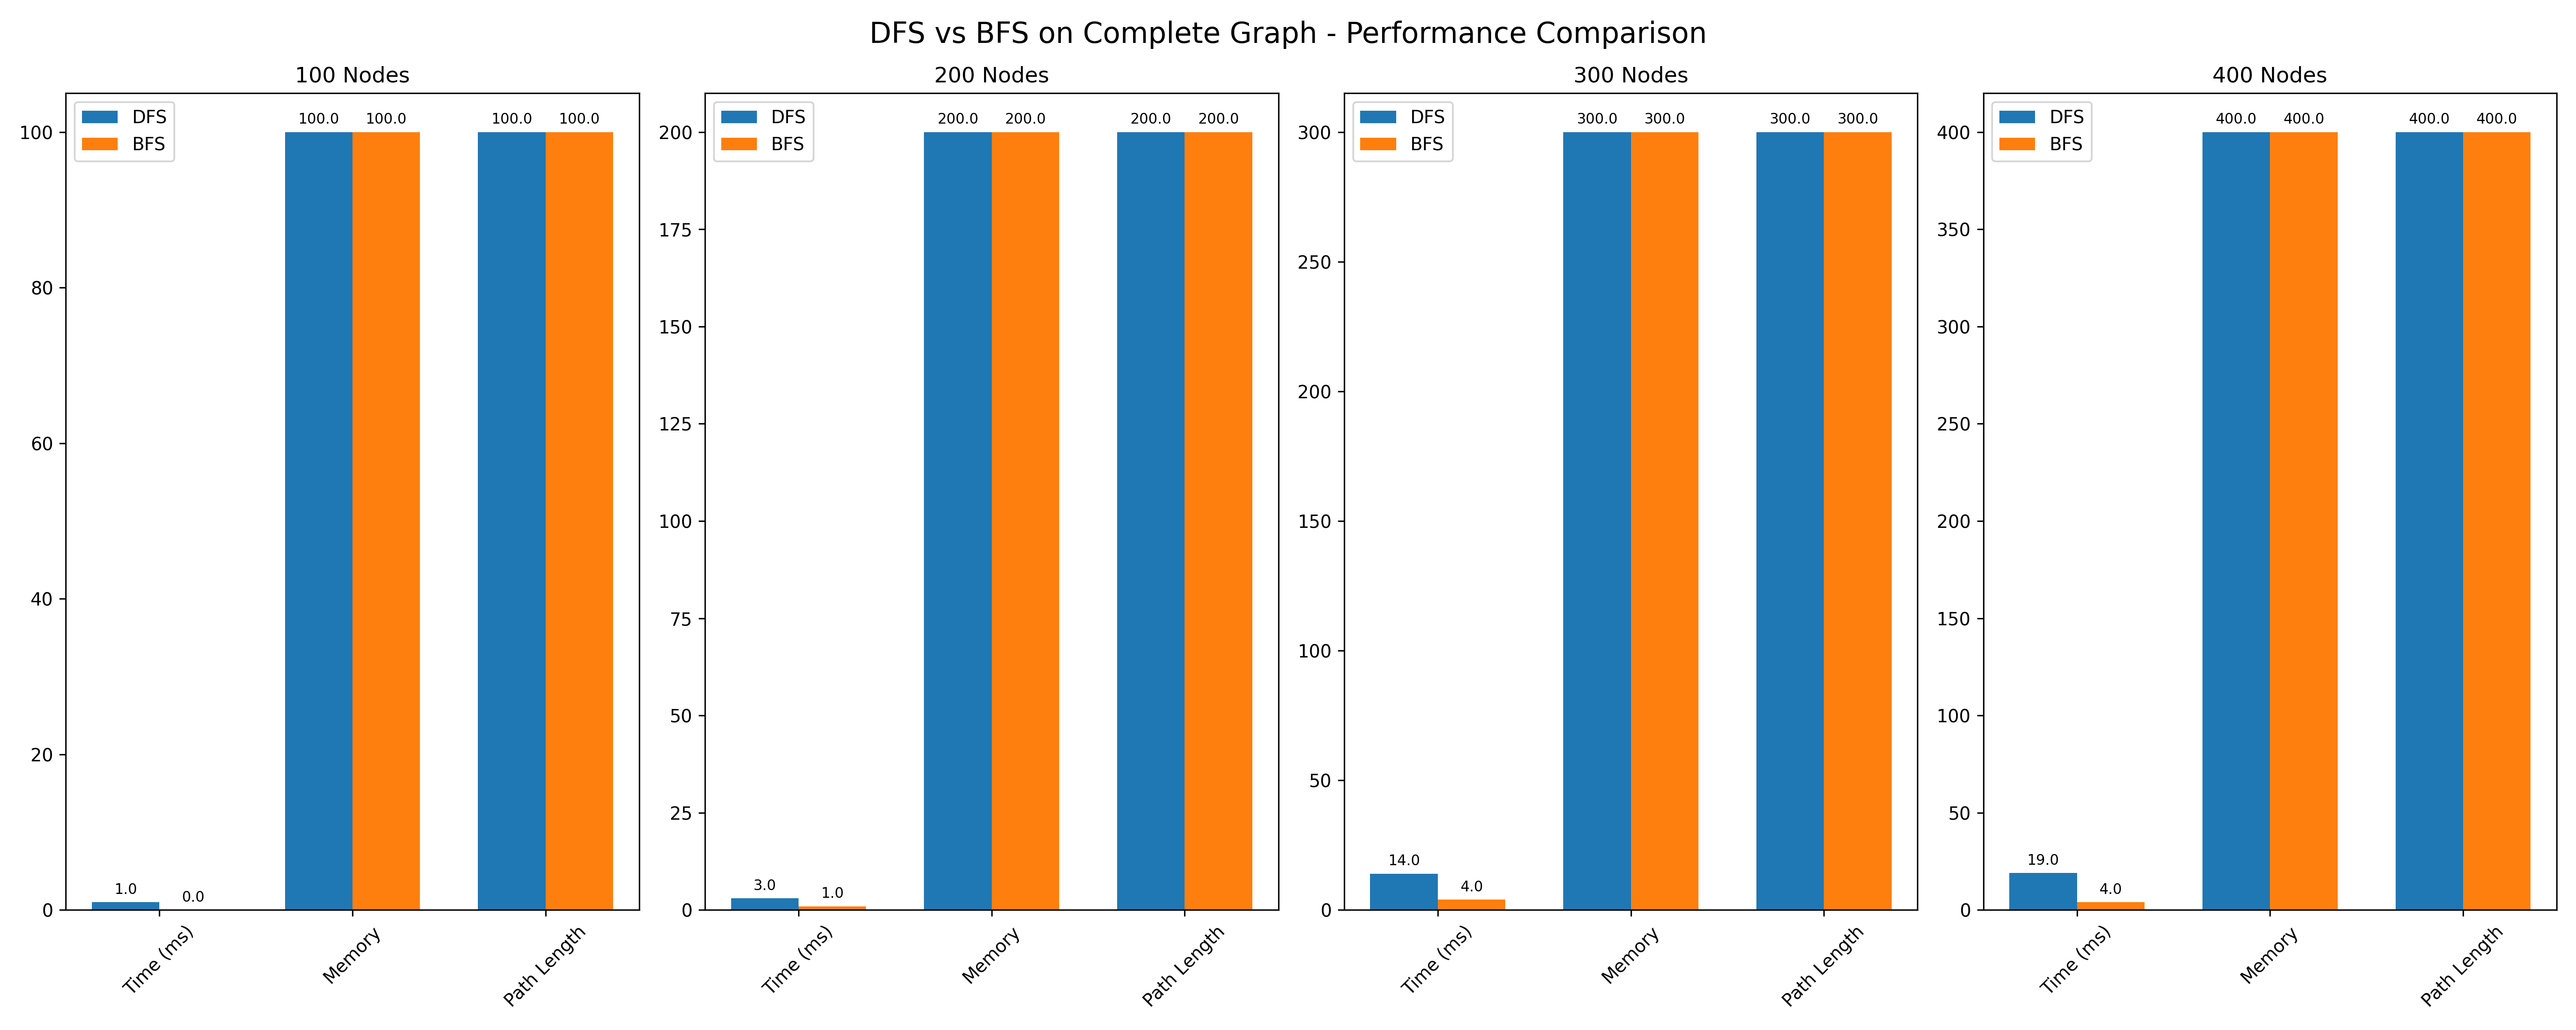 DFS vs BFS on Complete Graph - Performance Comparison
100 Nodes
DFS
BFS
100.0 100.0 100.0 100.0
1.0 0.0
100
80
60
40
20
0
Time (ms)
Memory
Path Length
200 Nodes
DFS
BFS
200.0 200.0 200.0 200.0
3.0 1.0
200
175
150
125
100
75
50
25
0
Time (ms)
Memory
Path Length
300 Nodes
DFS
BFS
300.0 300.0 300.0 300.0
14.0 4.0
300
250
200
150
100
50
0
Time (ms)
Memory
Path Length
400 Nodes
DFS
BFS
400.0 400.0 400.0 400.0
19.0 4.0
400
350
300
250
200
150
100
50
0
Time (ms)
Memory
Path Length